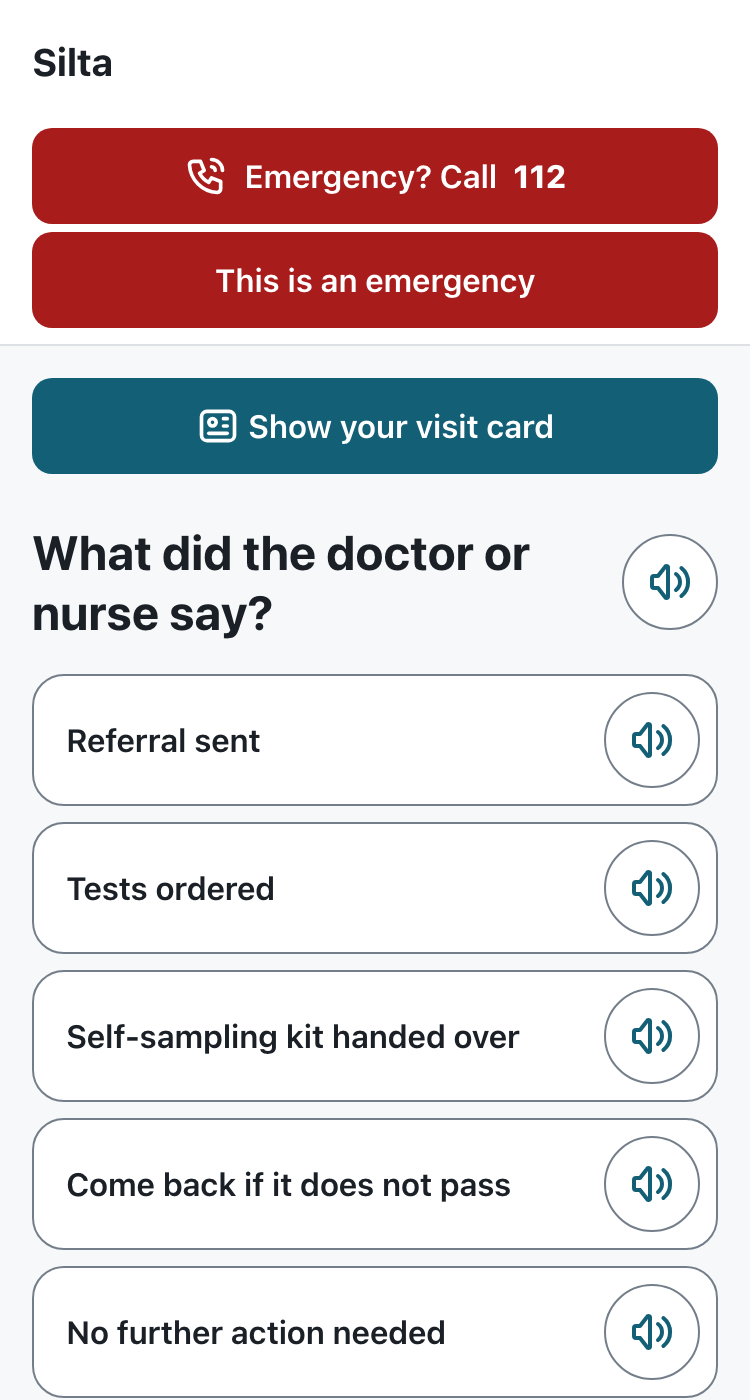 Silta
Emergency? Call 112
This is an emergency
Show your visit card
What did the doctor or
nurse say?
Referral sent
Tests ordered
Self-sampling kit handed over
Come back if it does not pass
No further action needed